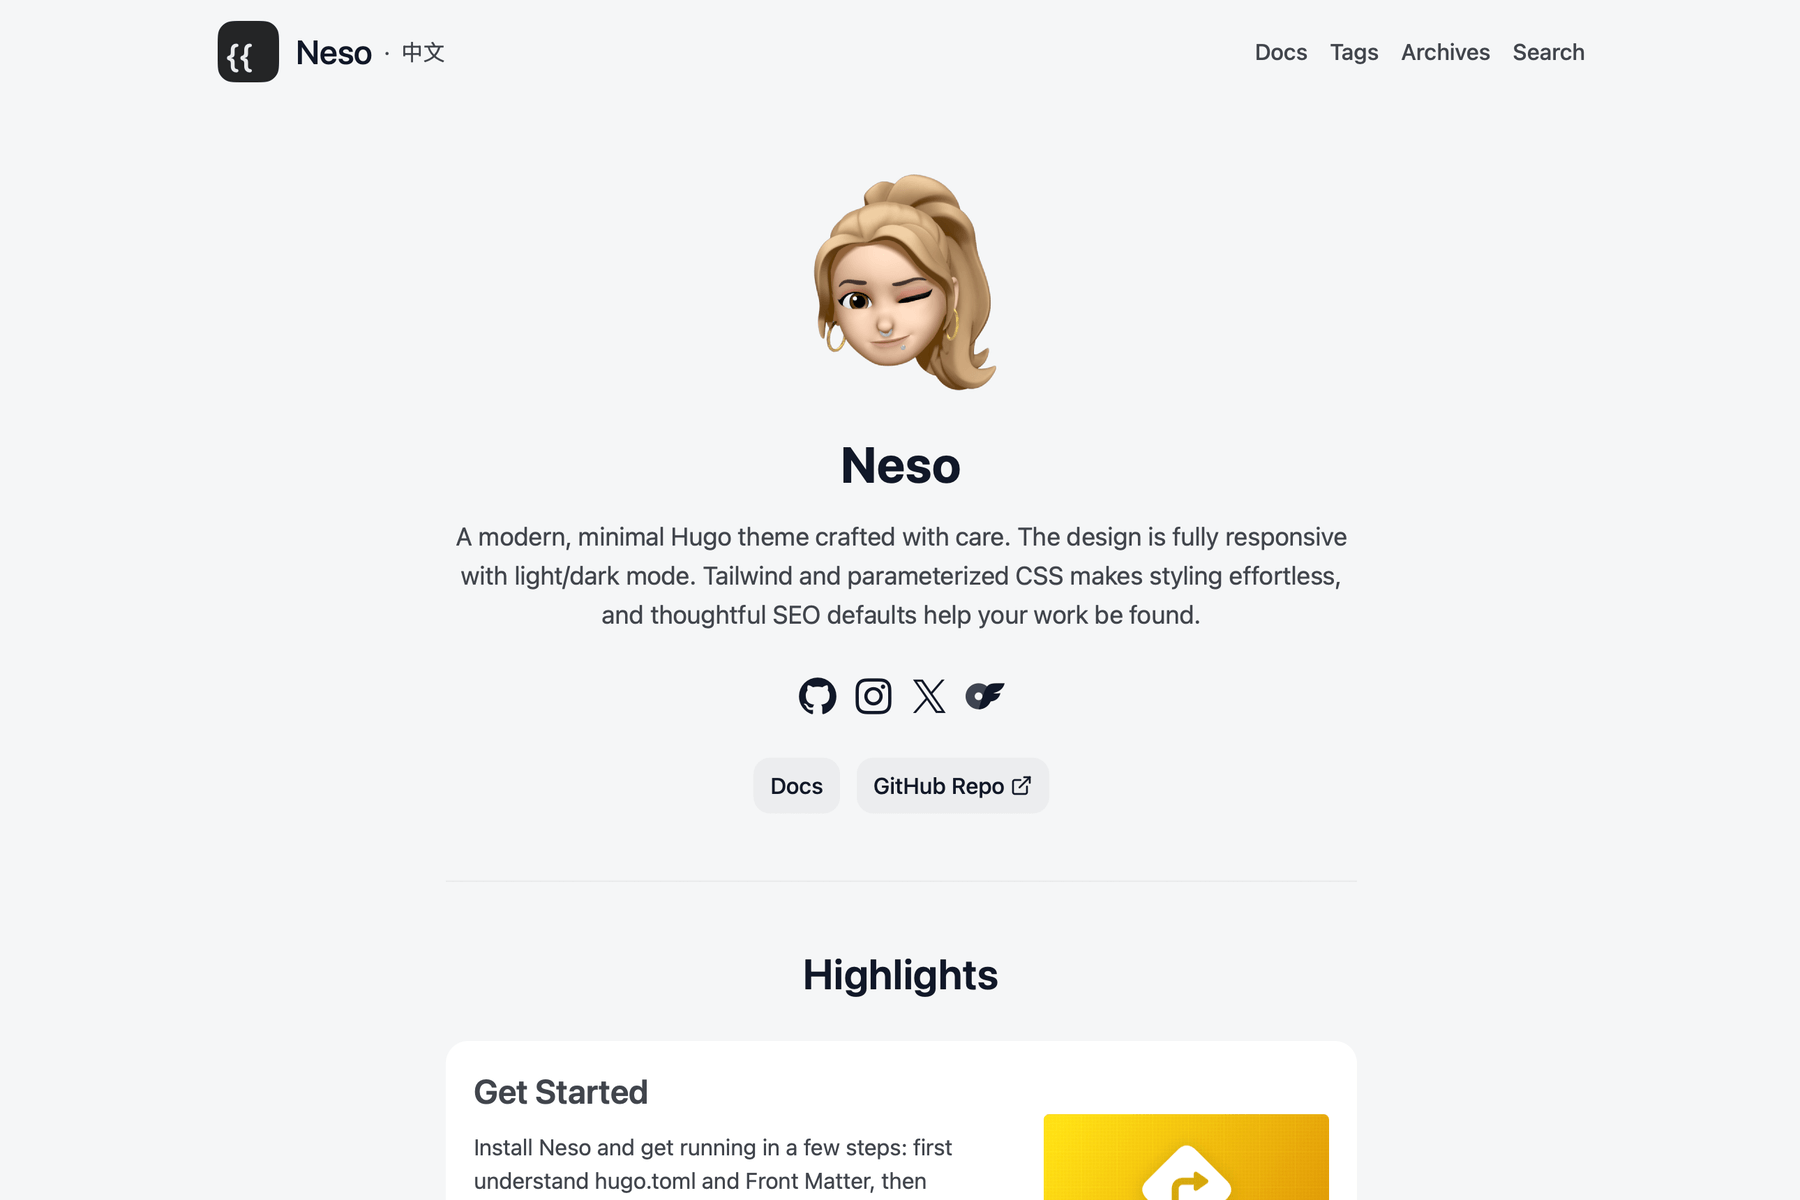 {{ Neso · 中文
Docs Tags Archives Search
Neso
A modern, minimal Hugo theme crafted with care. The design is fully responsive
with light/dark mode. Tailwind and parameterized CSS makes styling effortless,
and thoughtful SEO defaults help your work be found.
Docs GitHub Repo
Highlights
Get Started
Install Neso and get running in a few steps: first
understand hugo.toml and Front Matter, then